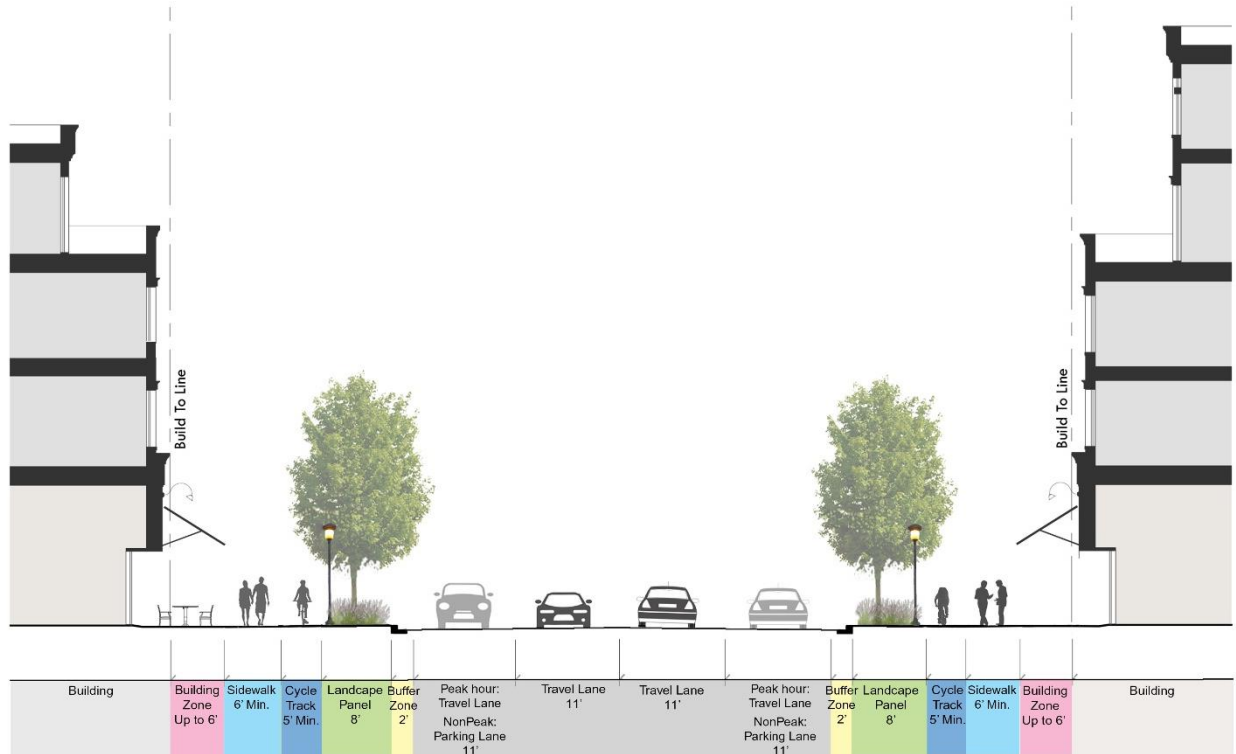 Build To Line
Build To Line
Building
Building
Zone
Up to 6'
Sidewalk
6' Min.
Cycle
Track
5' Min.
Landscape
Panel
8'
Buffer
Zone
2'
Peak hour:
Travel Lane
NonPeak:
Parking Lane
11'
Travel Lane
11'
Travel Lane
11'
Peak hour:
Travel Lane
NonPeak:
Parking Lane
11'
Buffer
Zone
2'
Landscape
Panel
8'
Cycle
Track
5' Min.
Sidewalk
6' Min.
Building
Zone
Up to 6'
Building